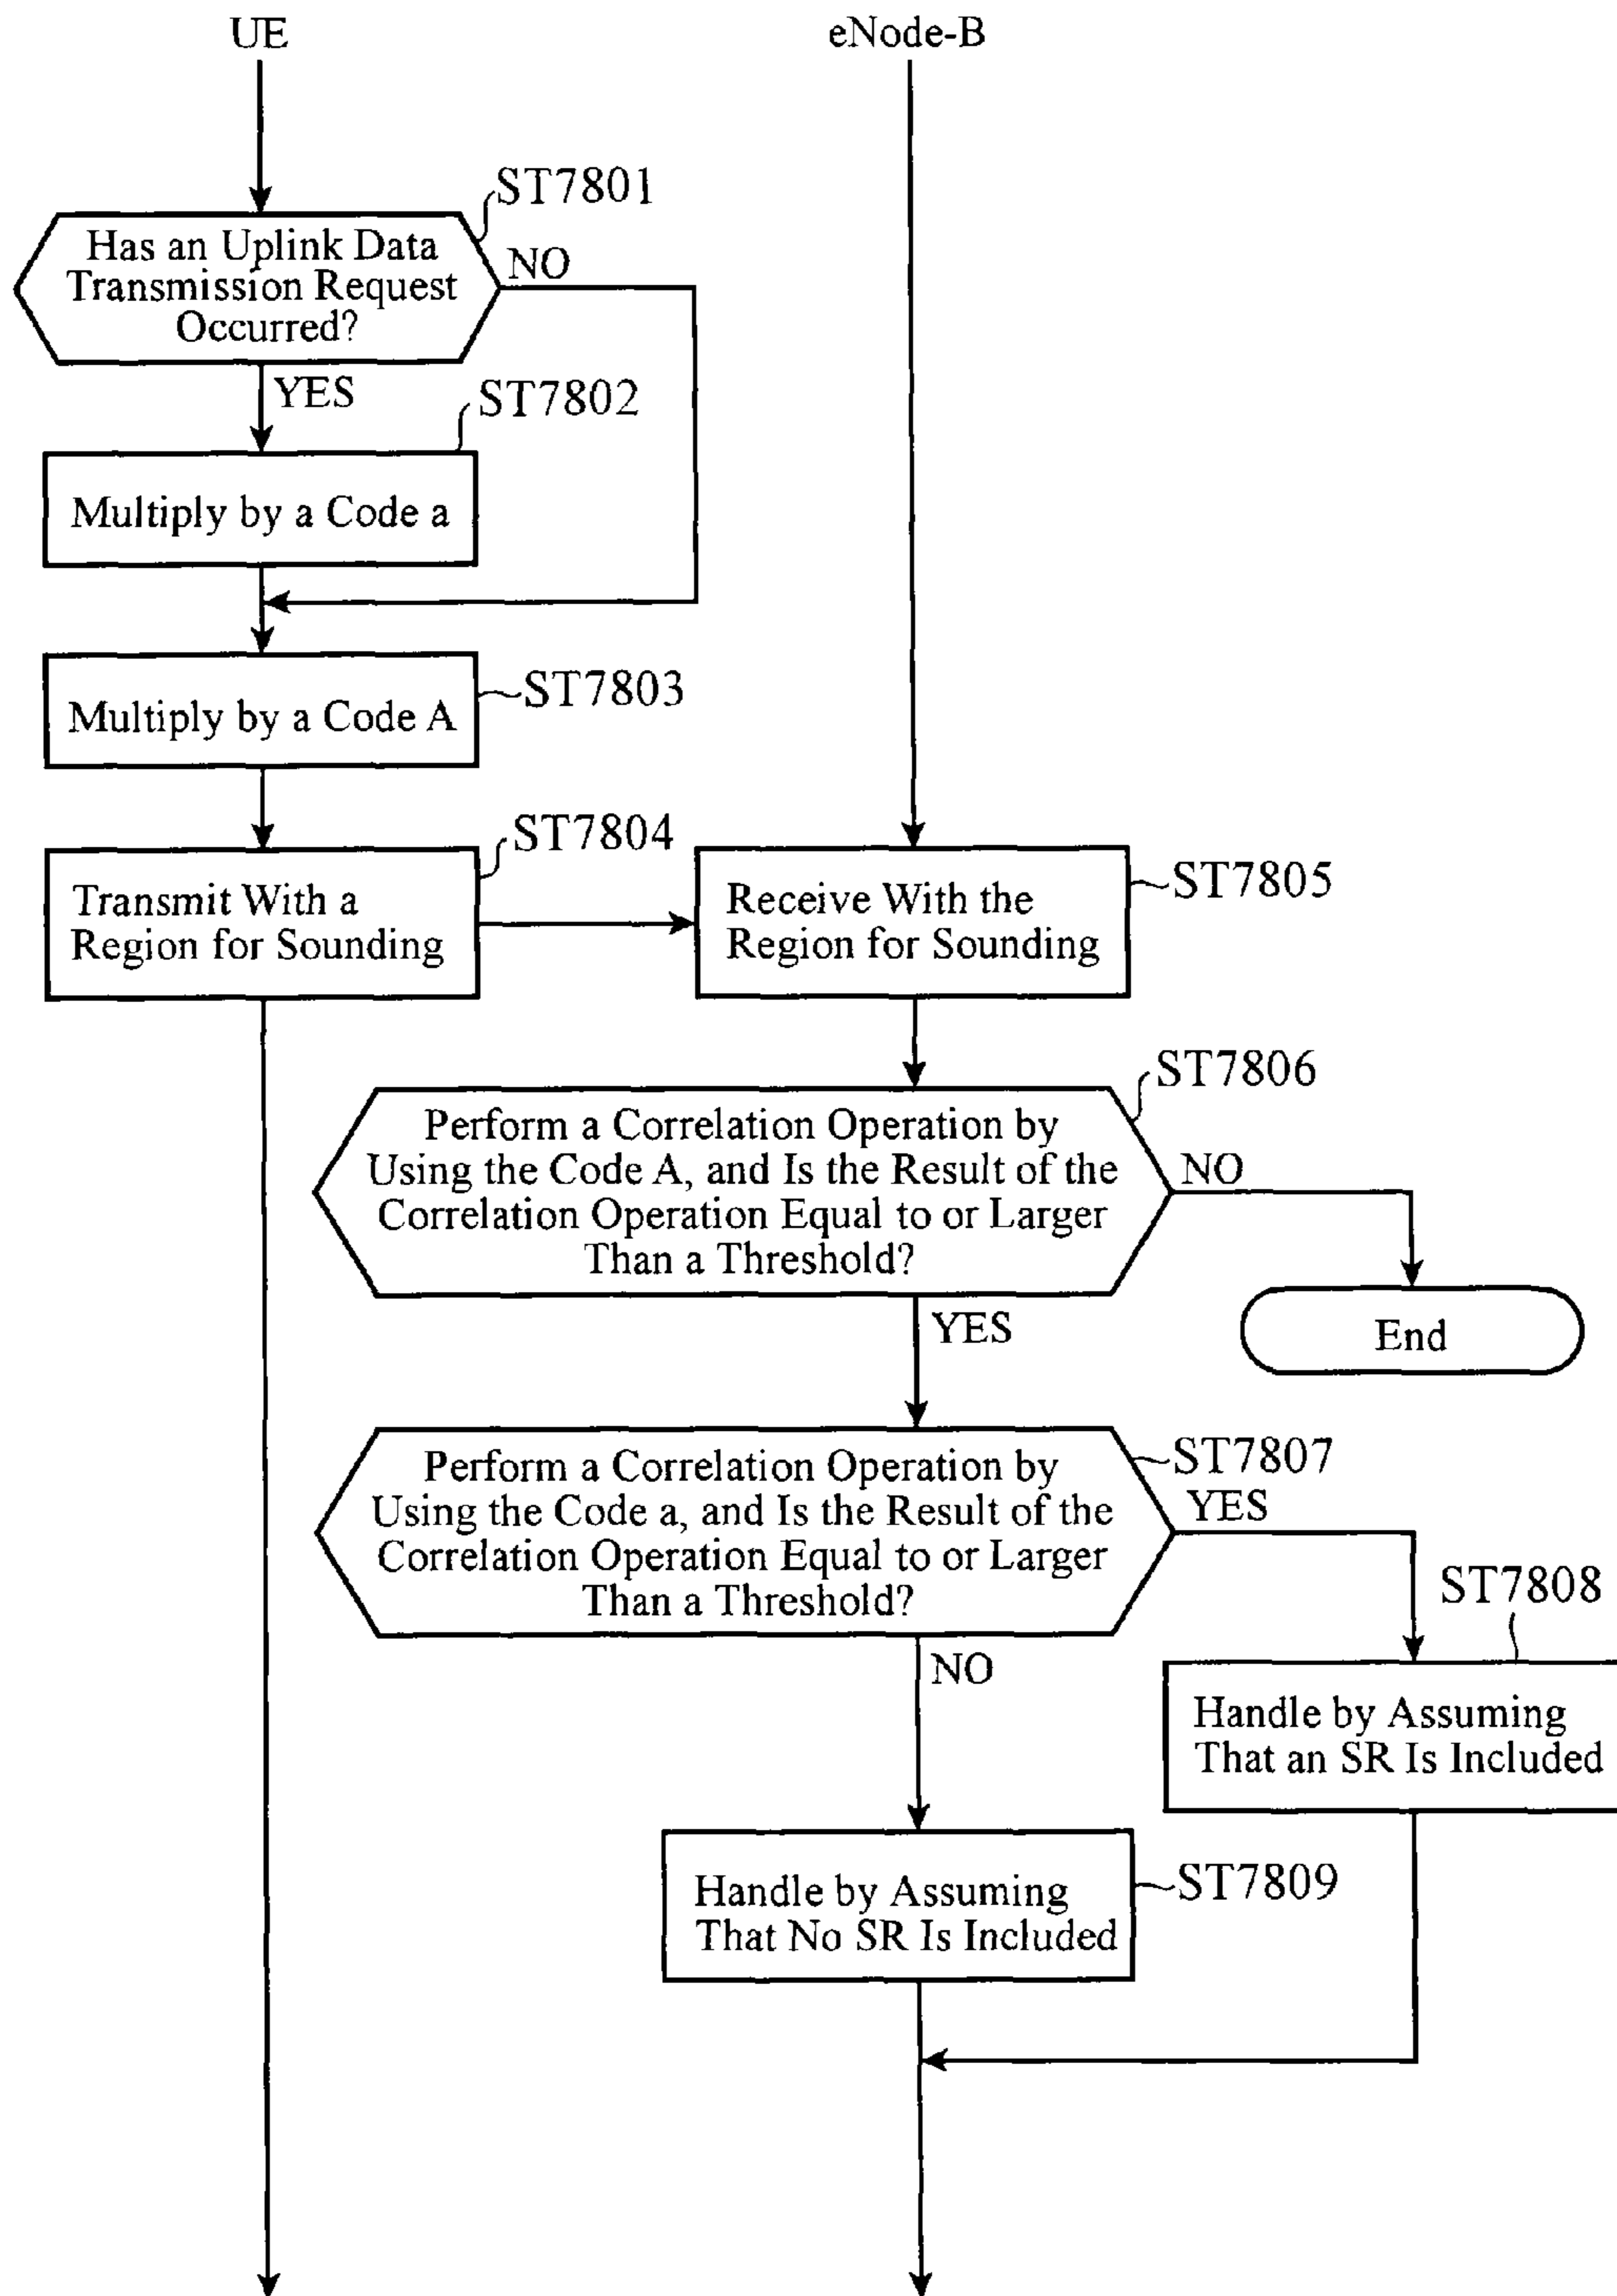 UE
eNode-B
ST7801
Has an Uplink Data
Transmission Request
Occurred?
NO
YES
ST7802
Multiply by a Code a
Multiply by a Code A
ST7803
ST7804
Transmit With a
Region for Sounding
Receive With the
Region for Sounding
ST7805
ST7806
Perform a Correlation Operation by
Using the Code A, and Is the Result of the
Correlation Operation Equal to or Larger
Than a Threshold?
NO
YES
End
Perform a Correlation Operation by
Using the Code a, and Is the Result of the
Correlation Operation Equal to or Larger
Than a Threshold?
ST7807
YES
NO
ST7808
Handle by Assuming
That an SR Is Included
Handle by Assuming
That No SR Is Included
ST7809